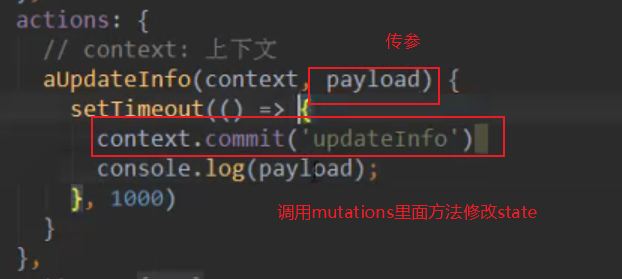 actions: {
// context: 上下文
传参
aUpdateInfo(context, payload) {
setTimeout(() => {
context.commit('updateInfo')
console.log(payload);
}, 1000)
调用mutations里面方法修改state
}
},